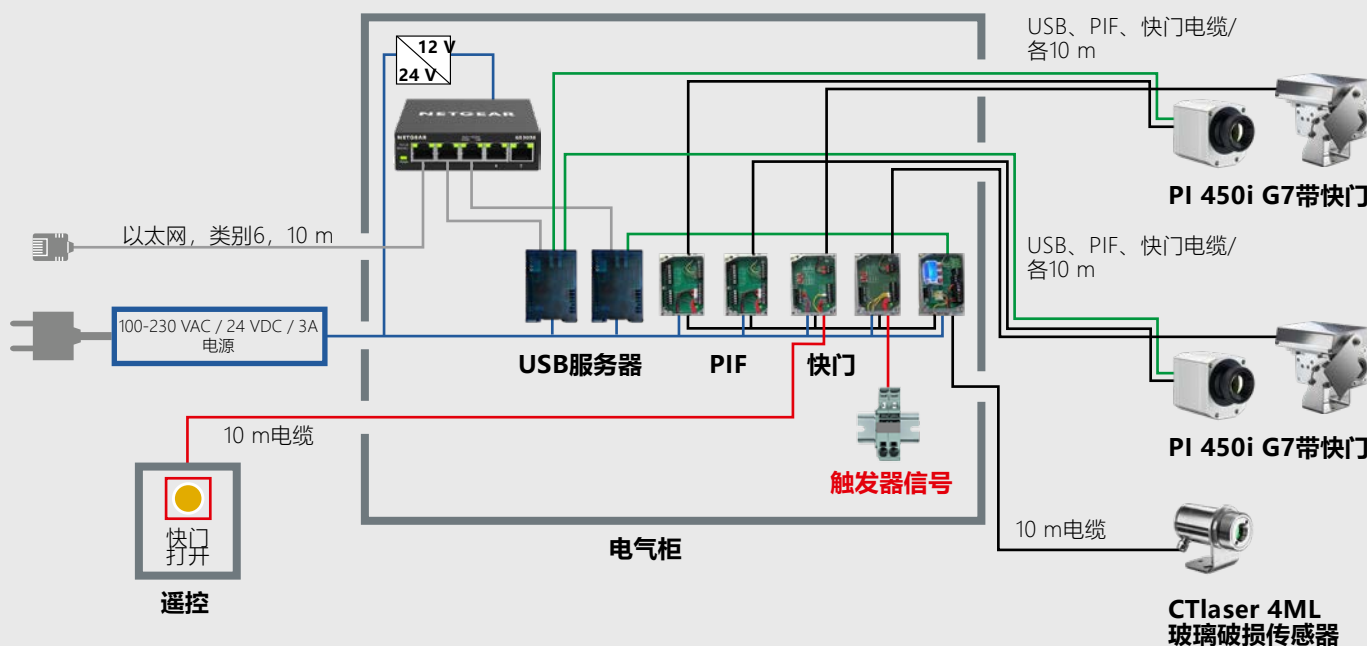 USB、PIF、快门电缆/
各10 m
12 V
24 V
NETGEAR
NETGEAR
PI 450i G7带快门
以太网，类别6，10 m
USB、PIF、快门电缆/
各10 m
100-230 VAC / 24 VDC / 3A
电源
USB服务器
PIF
快门
10 m电缆
PI 450i G7带快门
触发器信号
快门
打开
电气柜
10 m电缆
遥控
CTlaser 4ML
玻璃破损传感器